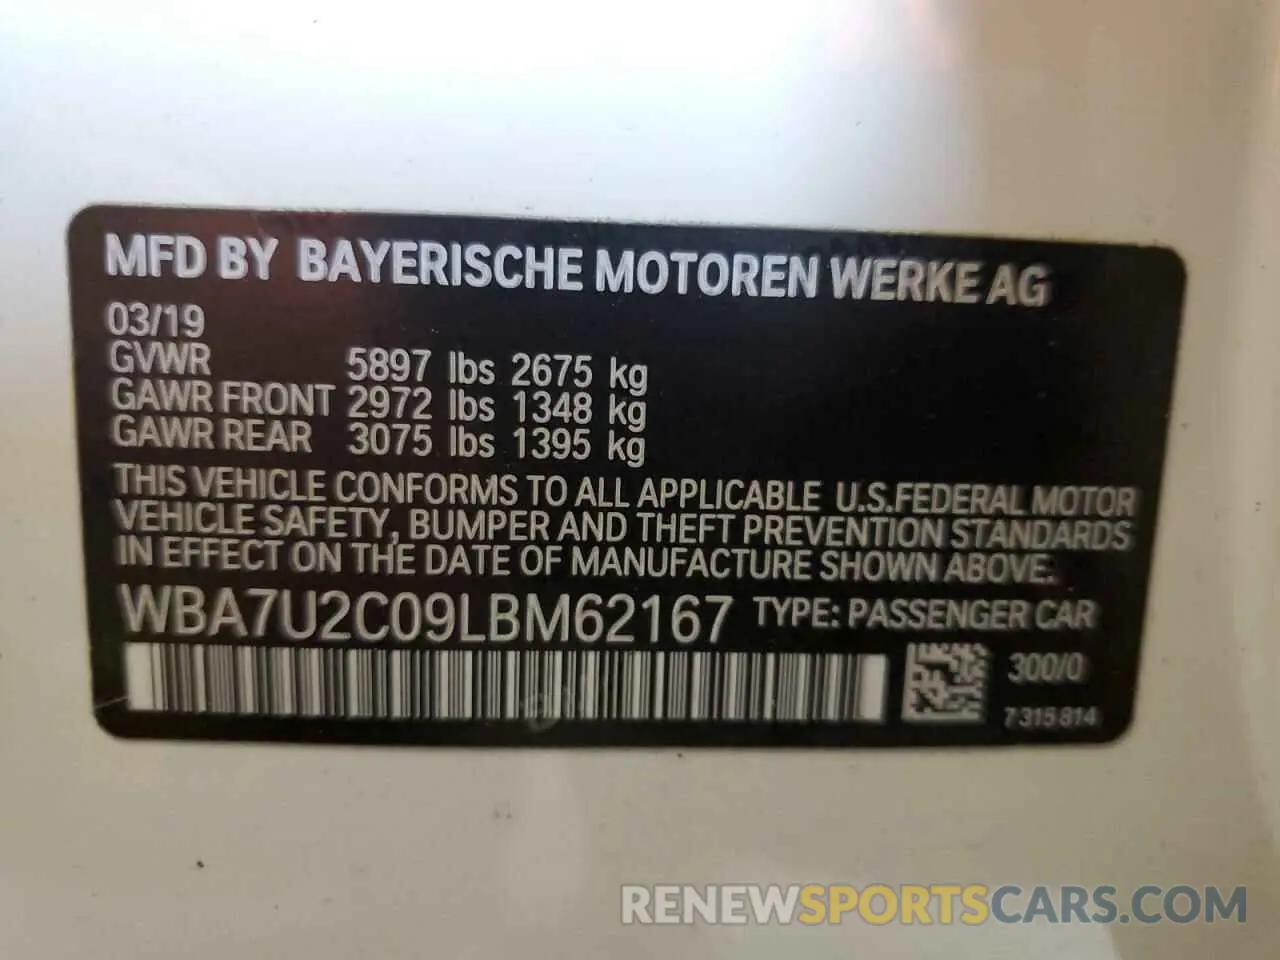 MFD BY BAYERISCHE MOTOREN WERKE AG
03/19
GVWR 5897 lbs 2675 kg
GAWR FRONT 2972 lbs 1348 kg
GAWR REAR 3075 lbs 1395 kg
THIS VEHICLE CONFORMS TO ALL APPLICABLE U.S.FEDERAL MOTOR
VEHICLE SAFETY, BUMPER AND THEFT PREVENTION STANDARDS
IN EFFECT ON THE DATE OF MANUFACTURE SHOWN ABOVE.
WBA7U2C09LBM62167 TYPE: PASSENGER CAR
300/0
7 315 814
RENEWSPORTSCARS.COM